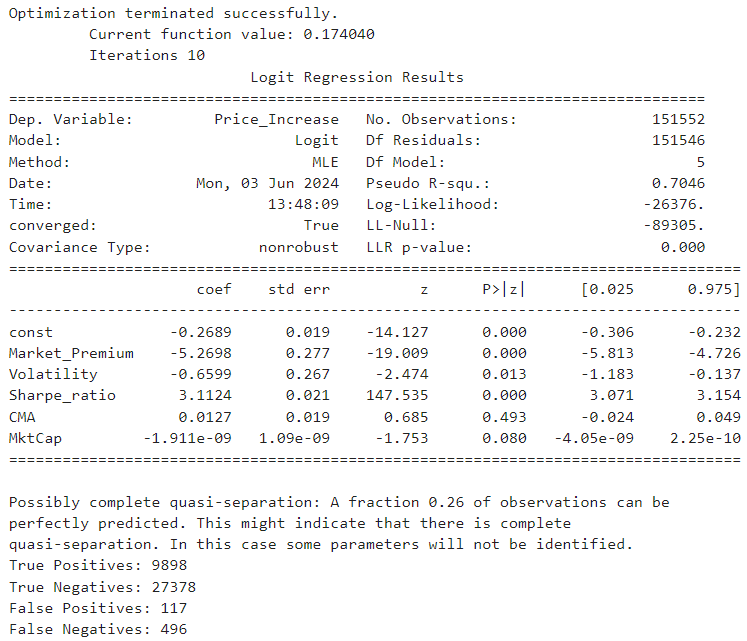 Optimization terminated successfully.
         Current function value: 0.174040
         Iterations 10
                           Logit Regression Results
==============================================================================
Dep. Variable:         Price_Increase   No. Observations:               151552
Model:                          Logit   Df Residuals:                   151546
Method:                           MLE   Df Model:                            5
Date:                Mon, 03 Jun 2024   Pseudo R-squ.:                  0.7046
Time:                        13:48:09   Log-Likelihood:                -26376.
converged:                       True   LL-Null:                       -89305.
Covariance Type:            nonrobust   LLR p-value:                     0.000
==================================================================================
                     coef    std err          z      P>|z|      [0.025      0.975]
----------------------------------------------------------------------------------
const             -0.2689      0.019    -14.127      0.000      -0.306      -0.232
Market_Premium    -5.2698      0.277    -19.009      0.000      -5.813      -4.726
Volatility        -0.6599      0.267     -2.474      0.013      -1.183      -0.137
Sharpe_ratio       3.1124      0.021    147.535      0.000       3.071       3.154
CMA                0.0127      0.019      0.685      0.493      -0.024       0.049
MktCap         -1.911e-09   1.09e-09     -1.753      0.080   -4.05e-09    2.25e-10
==================================================================================
Possibly complete quasi-separation: A fraction 0.26 of observations can be
perfectly predicted. This might indicate that there is complete
quasi-separation. In this case some parameters will not be identified.
True Positives: 9898
True Negatives: 27378
False Positives: 117
False Negatives: 496